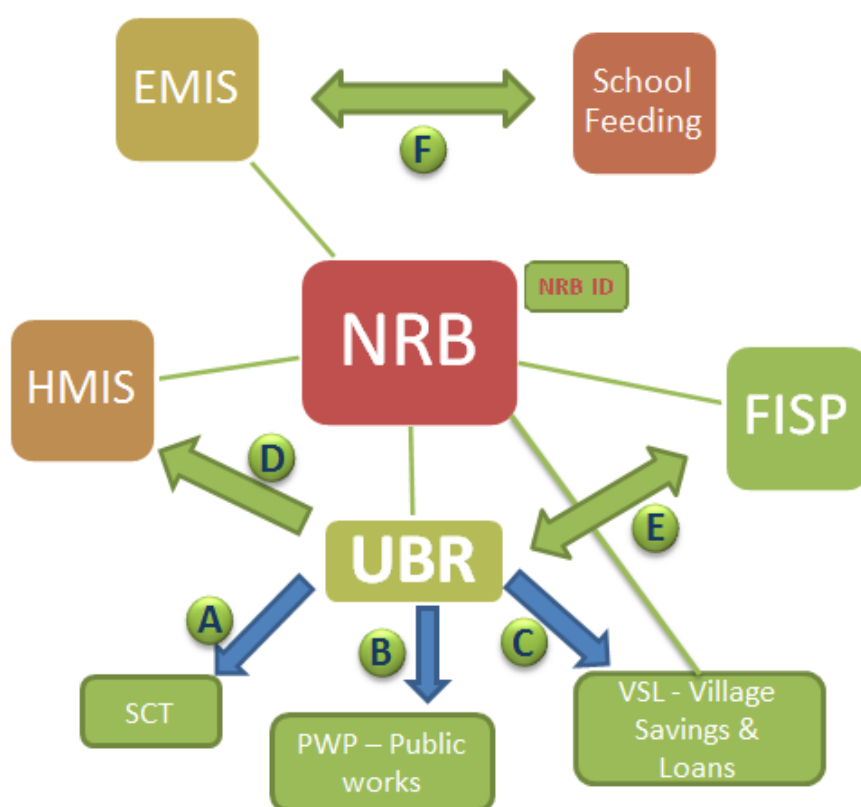 EMIS
School
Feeding
F
NRB
NRB ID
HMIS
FISP
D
E
UBR
A
B
C
SCT
PWP – Public
works
VSL - Village
Savings &
Loans